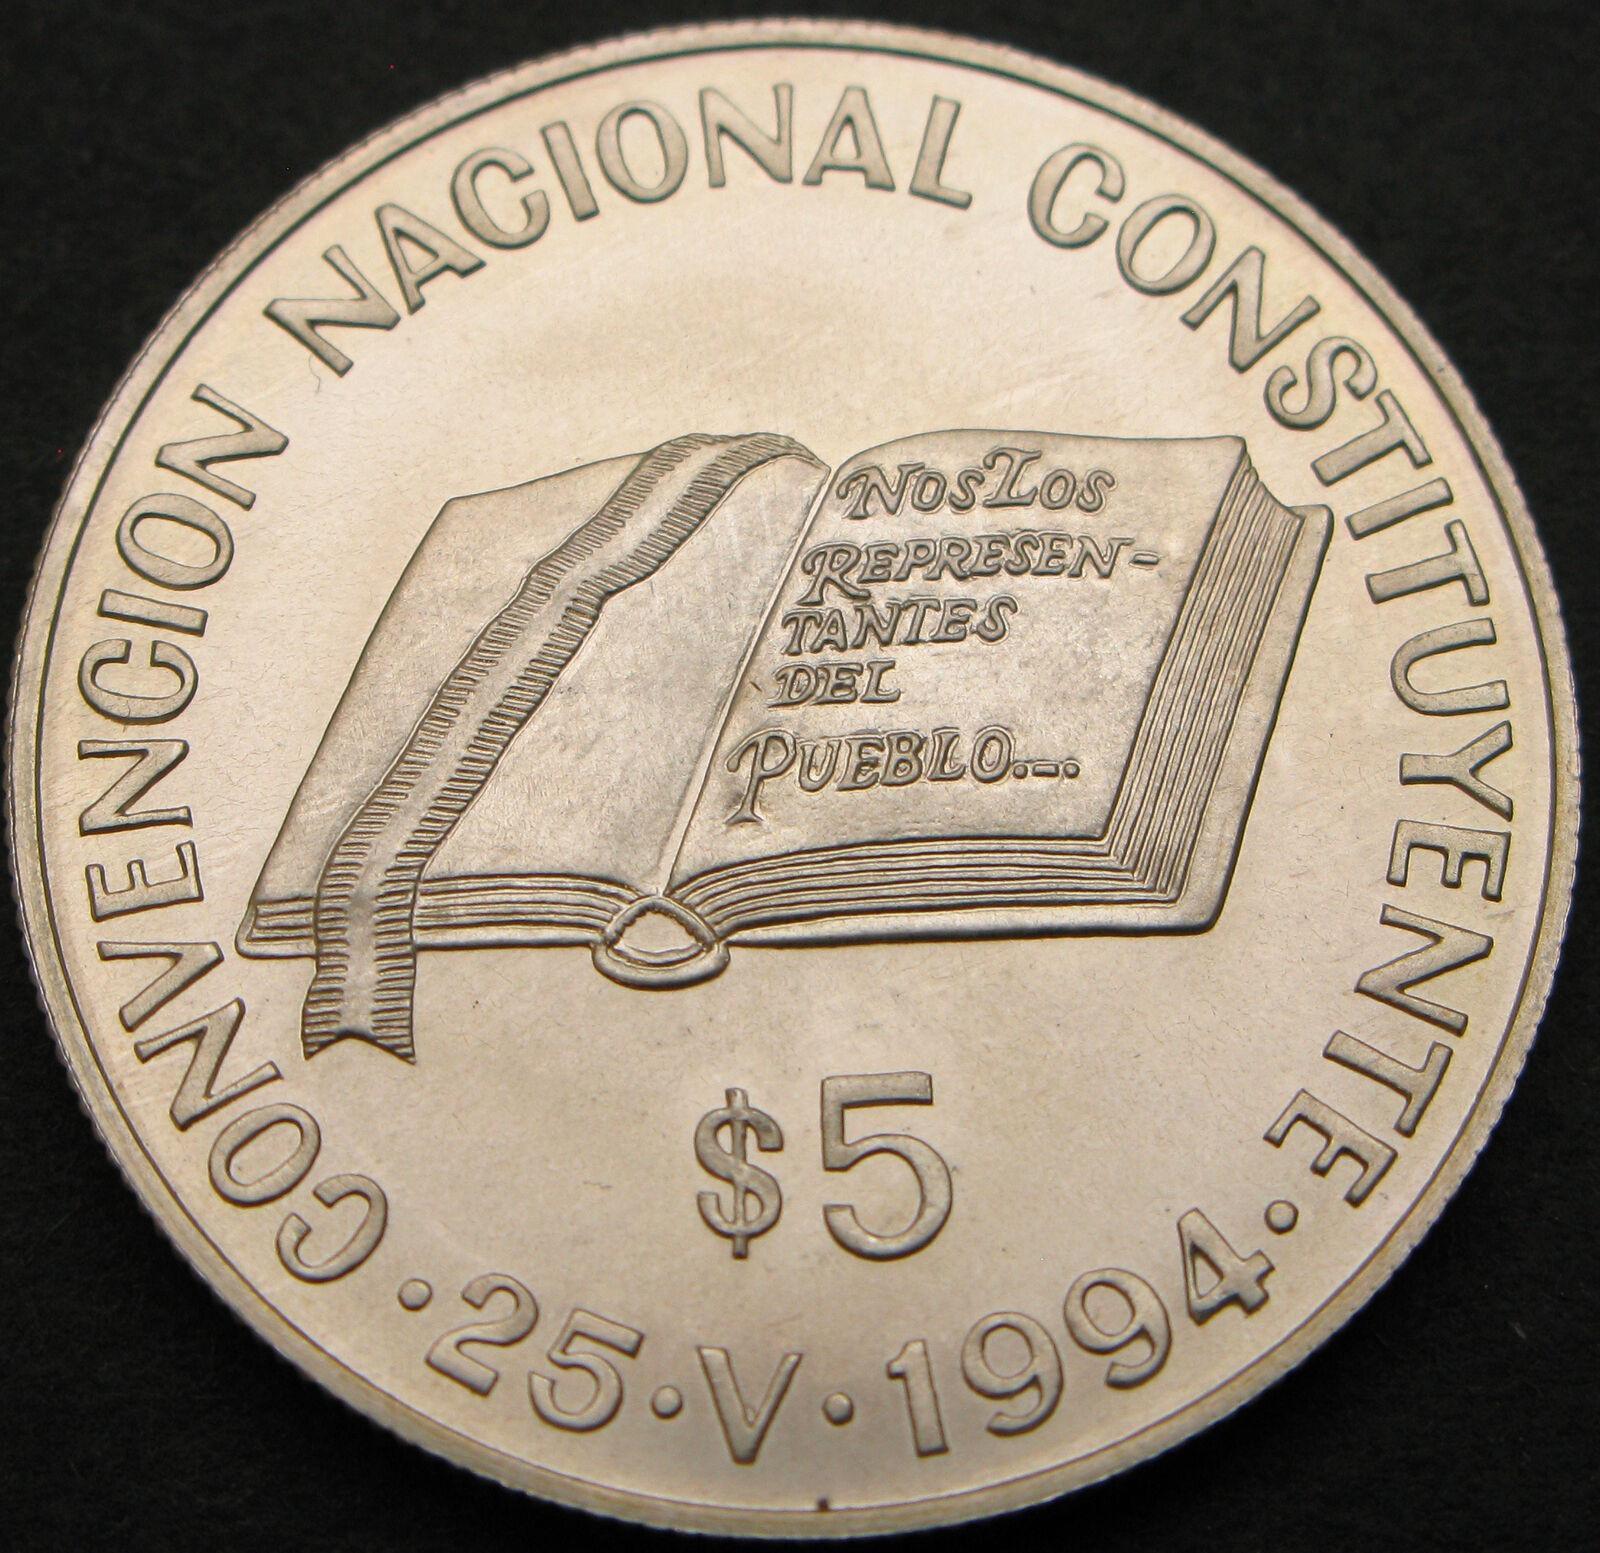 CONVENCION NACIONAL CONSTITUYENTE
NOS LOS
REPRESEN-
TANTES
DEL
PUEBLO...
$5
·25·V·1994·